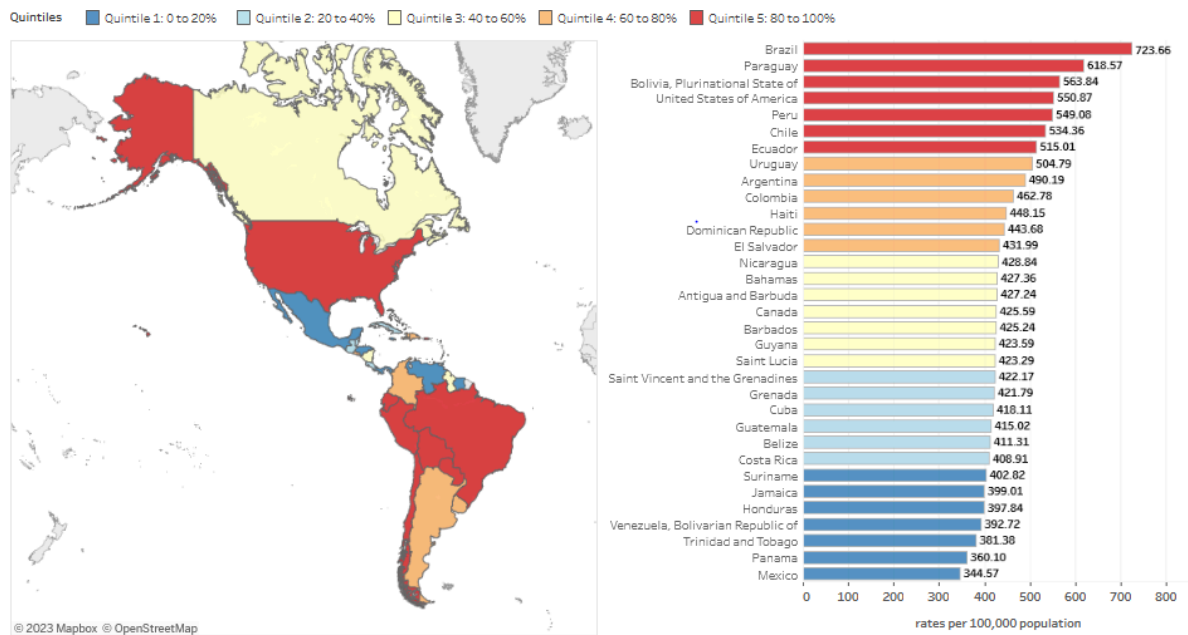 Quintiles Quintile 1: 0 to 20% Quintile 2: 20 to 40% Quintile 3: 40 to 60% Quintile 4: 60 to 80% Quintile 5: 80 to 100%
Brazil 723.66
Paraguay 618.57
Bolivia, Plurinational State of 563.84
United States of America 550.87
Peru 549.08
Chile 534.36
Ecuador 515.01
Uruguay 504.79
Argentina 490.19
Colombia 462.78
Haiti 448.15
Dominican Republic 443.68
El Salvador 431.99
Nicaragua 428.84
Bahamas 427.36
Antigua and Barbuda 427.24
Canada 425.59
Barbados 425.24
Guyana 423.59
Saint Lucia 423.29
Saint Vincent and the Grenadines 422.17
Grenada 421.79
Cuba 418.11
Guatemala 415.02
Belize 411.31
Costa Rica 408.91
Suriname 402.82
Jamaica 399.01
Honduras 397.84
Venezuela, Bolivarian Republic of 392.72
Trinidad and Tobago 381.38
Panama 360.10
Mexico 344.57
0 100 200 300 400 500 600 700 800
rates per 100,000 population
© 2023 Mapbox © OpenStreetMap